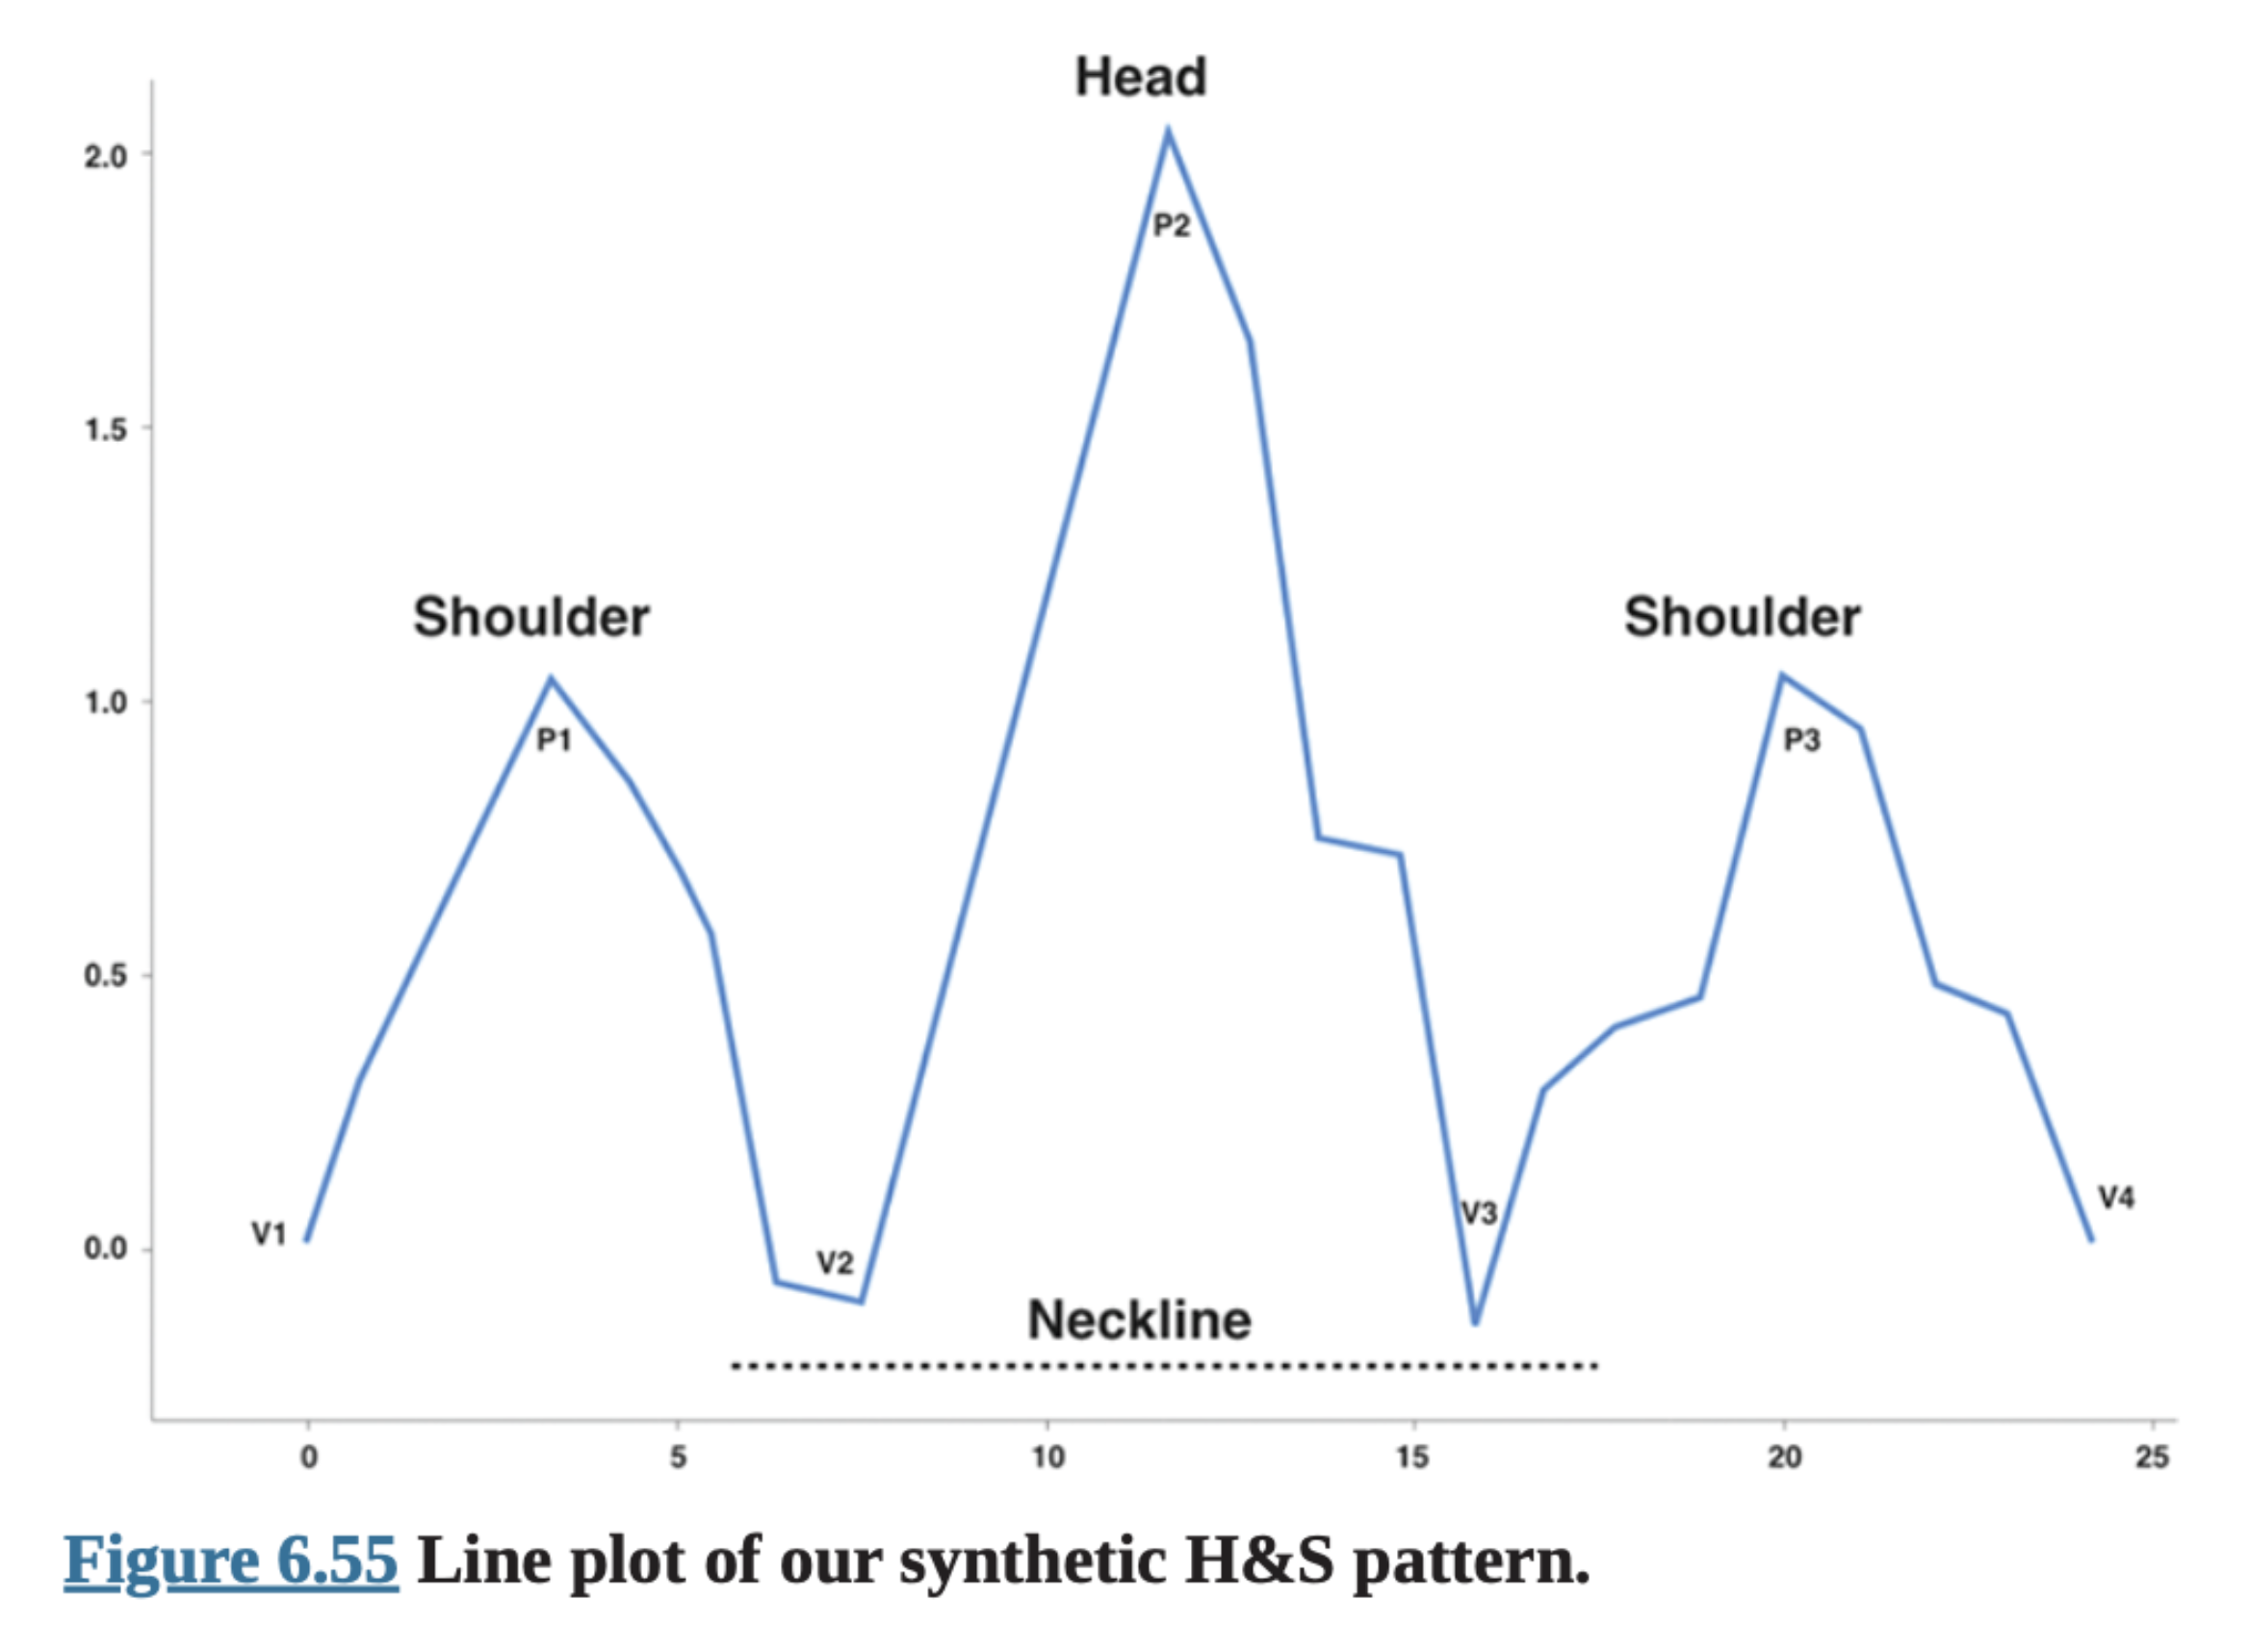 Head
2.0
P2
1.5
Shoulder
Shoulder
1.0
P1
P3
0.5
V1
V2
V3
V4
0.0
Neckline
0 5 10 15 20 25
Figure 6.55 Line plot of our synthetic H&S pattern.